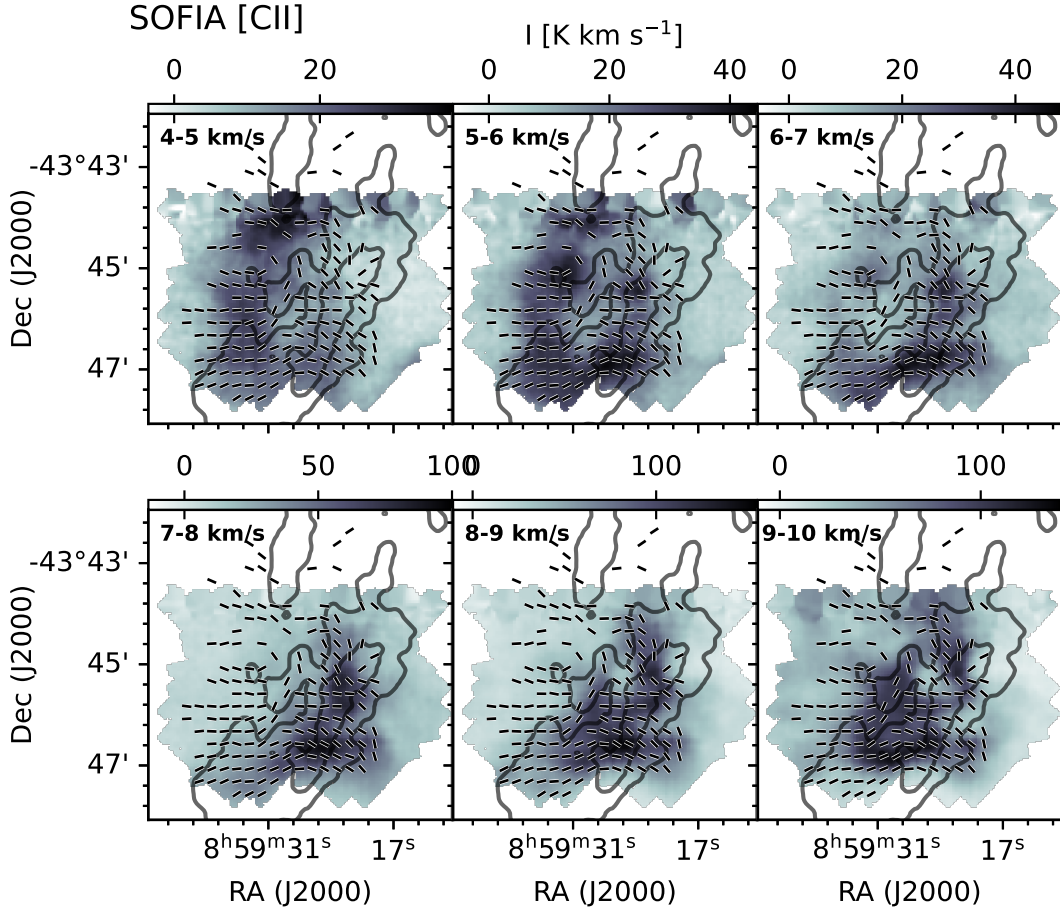 SOFIA [CII]
I [K km s⁻¹]
0 20 0 20 40 0 20 40
4-5 km/s 5-6 km/s 6-7 km/s
-43°43'
45'
47'
Dec (J2000)
0 50 100 0 100 0 100
7-8 km/s 8-9 km/s 9-10 km/s
-43°43'
45'
47'
Dec (J2000)
8ʰ59ᵐ31ˢ 17ˢ 8ʰ59ᵐ31ˢ 17ˢ 8ʰ59ᵐ31ˢ 17ˢ
RA (J2000) RA (J2000) RA (J2000)